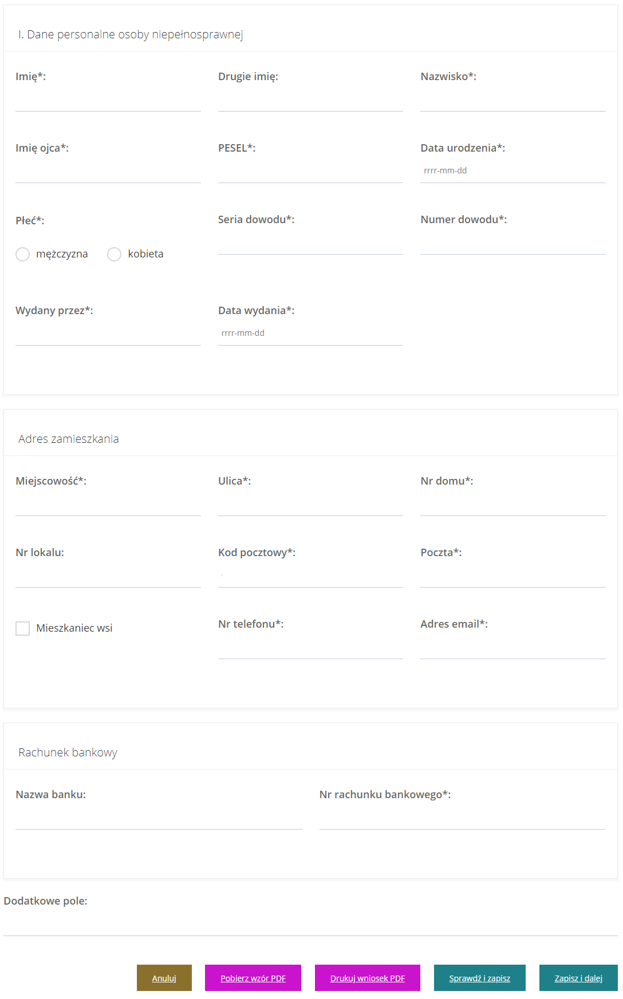 I. Dane personalne osoby niepełnosprawnej
Imię*: Drugie imię: Nazwisko*:
Imię ojca*: PESEL*: Data urodzenia*:
rrrr-mm-dd
Płeć*: Seria dowodu*: Numer dowodu*:
mężczyzna kobieta
Wydany przez*: Data wydania*:
rrrr-mm-dd
Adres zamieszkania
Miejscowość*: Ulica*: Nr domu*:
Nr lokalu: Kod pocztowy*: Poczta*:
Mieszkaniec wsi Nr telefonu*: Adres email*:
Rachunek bankowy
Nazwa banku: Nr rachunku bankowego*:
Dodatkowe pole:
Anuluj Pobierz wzór PDF Drukuj wniosek PDF Sprawdź i zapisz Zapisz i dalej